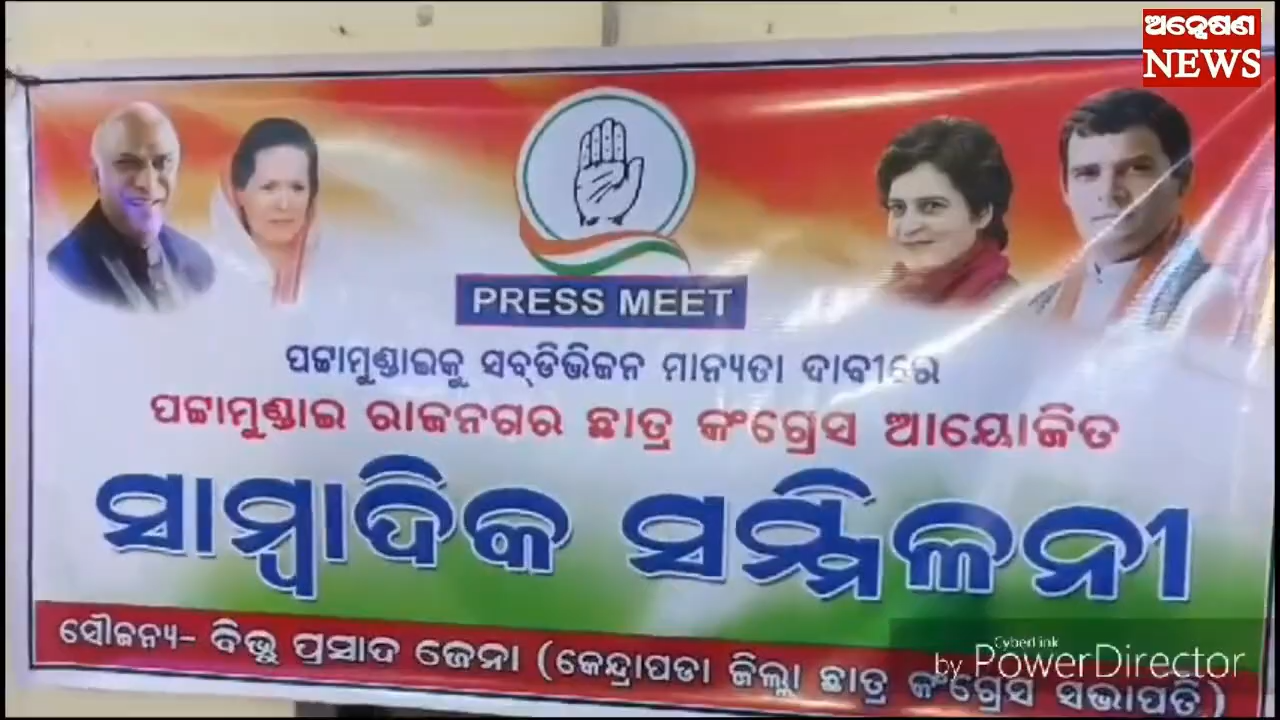 ଅନ୍ୱେଷଣ
NEWS
PRESS MEET
ପଟ୍ଟାମୁଣ୍ଡାଇକୁ ସବ୍‌ଡିଭିଜନ ମାନ୍ୟତା ଦାବୀରେ
ପଟ୍ଟାମୁଣ୍ଡାଇ ରାଜନଗର ଛାତ୍ର କଂଗ୍ରେସ ଆୟୋଜିତ
ସାମ୍ବାଦିକ ସମ୍ମିଳନୀ
ସୌଜନ୍ୟ- ବିଭୁ ପ୍ରସାଦ ଜେନା (କେନ୍ଦ୍ରାପଡା ଜିଲ୍ଲା ଛାତ୍ର କଂଗ୍ରେସ ସଭାପତି)
CyberLink
by PowerDirector